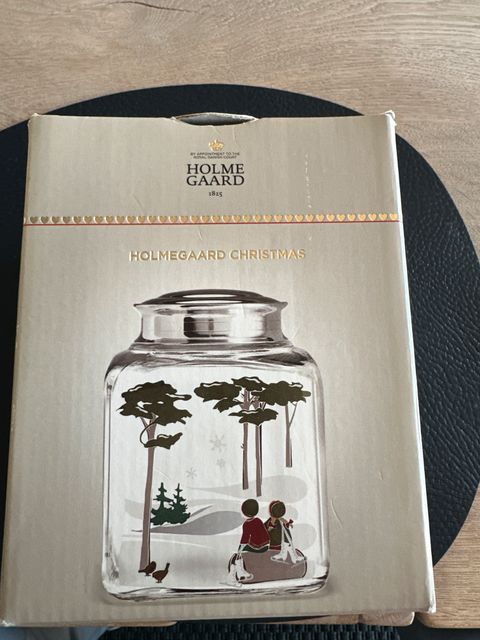 BY APPOINTMENT TO THE
ROYAL DANISH COURT
HOLME
GAARD
1825
HOLMEGAARD CHRISTMAS